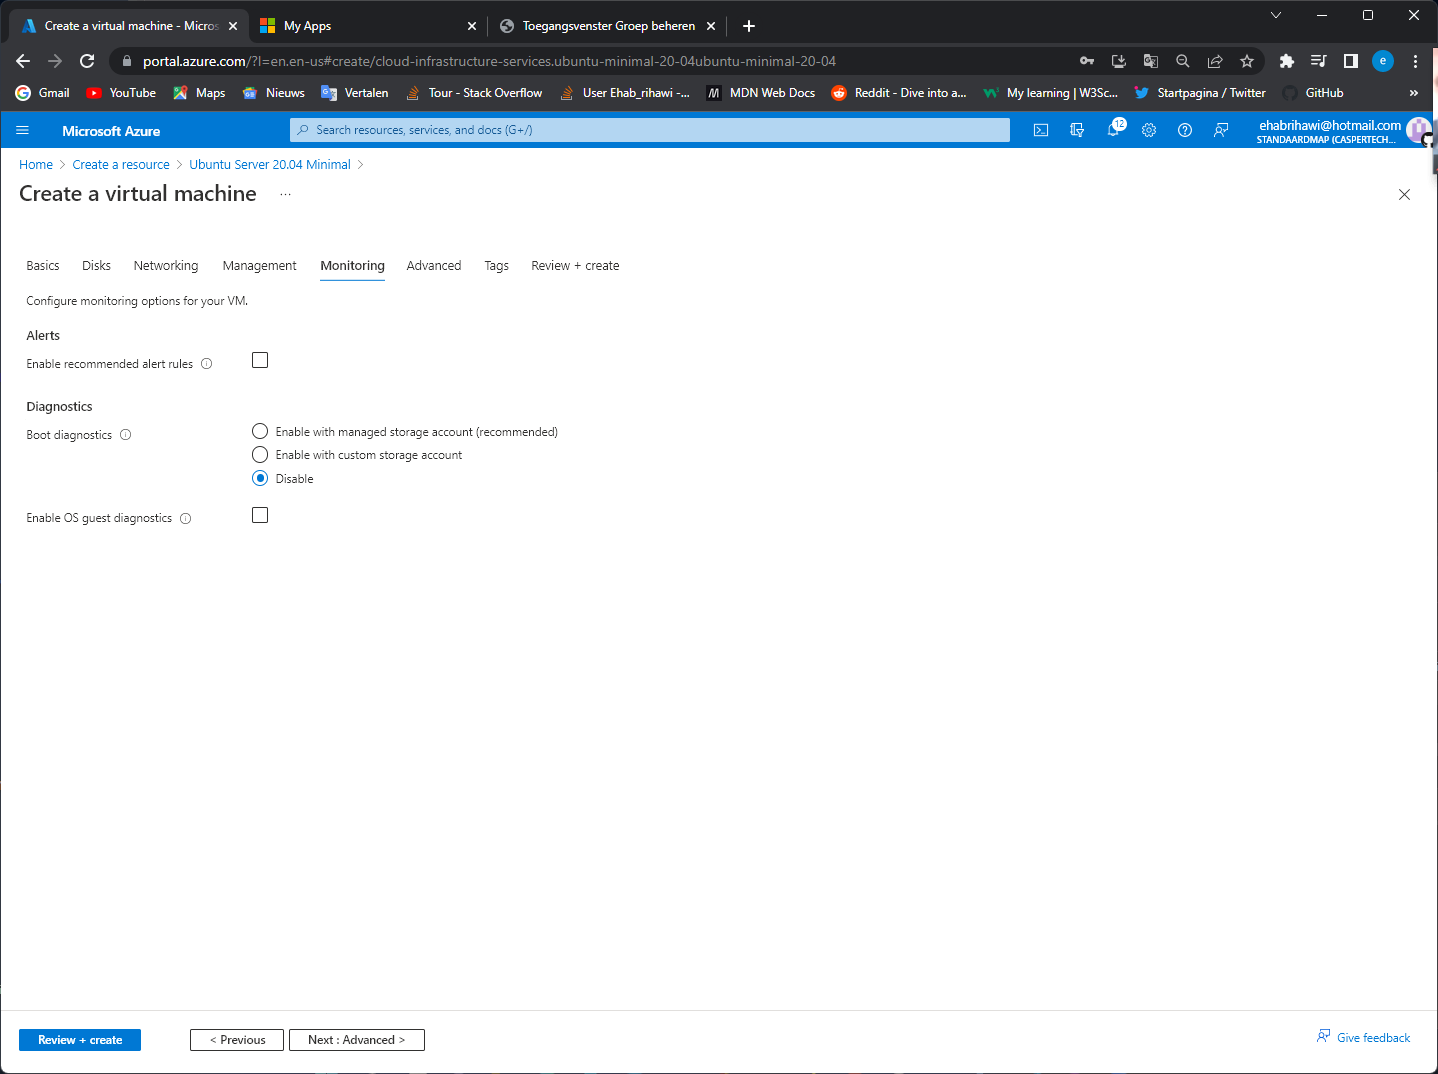 Create a virtual machine - Micros
My Apps
Toegangsvenster Groep beheren
portal.azure.com/?l=en.en-us#create/cloud-infrastructure-services.ubuntu-minimal-20-04ubuntu-minimal-20-04
e
Gmail
YouTube
Maps
Nieuws
Vertalen
Tour - Stack Overflow
User Ehab_rihawi -...
MDN Web Docs
Reddit - Dive into a...
My learning | W3Sc...
Startpagina / Twitter
GitHub
»
Microsoft Azure
Search resources, services, and docs (G+/)
12
ehabrihawi@hotmail.com
STANDAARDMAP (CASPERTECH...
Home > Create a resource > Ubuntu Server 20.04 Minimal >
Create a virtual machine ...
Basics
Disks
Networking
Management
Monitoring
Advanced
Tags
Review + create
Configure monitoring options for your VM.
Alerts
Enable recommended alert rules
Diagnostics
Boot diagnostics
Enable with managed storage account (recommended)
Enable with custom storage account
Disable
Enable OS guest diagnostics
Review + create
< Previous
Next : Advanced >
Give feedback